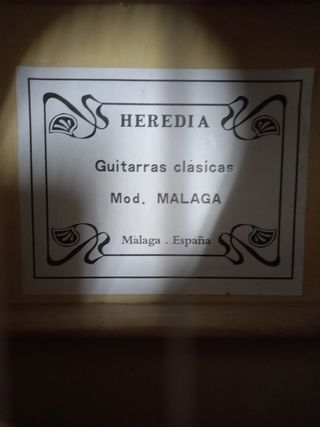 HEREDIA
Guitarras clásicas
Mod. MALAGA
Málaga . España